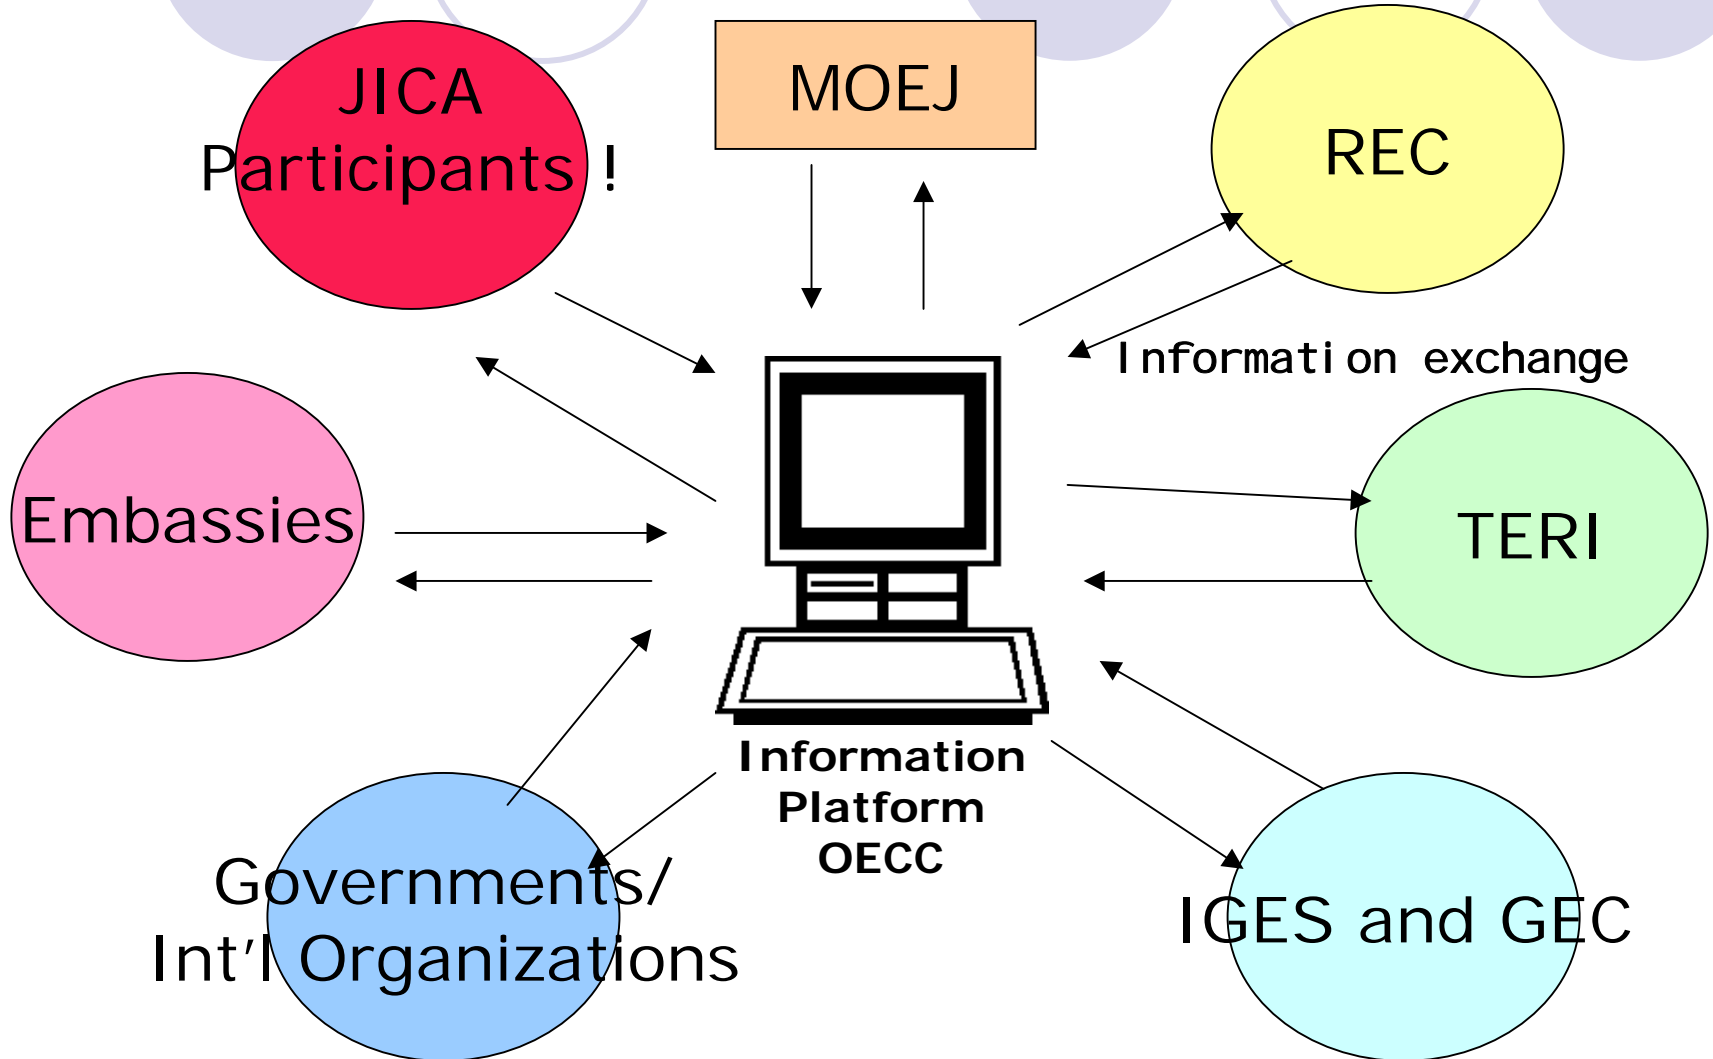 JICA
Participants !
MOEJ
REC
Information exchange
Embassies
TERI
Information
Platform
OECC
Governments/
Int'l Organizations
IGES and GEC